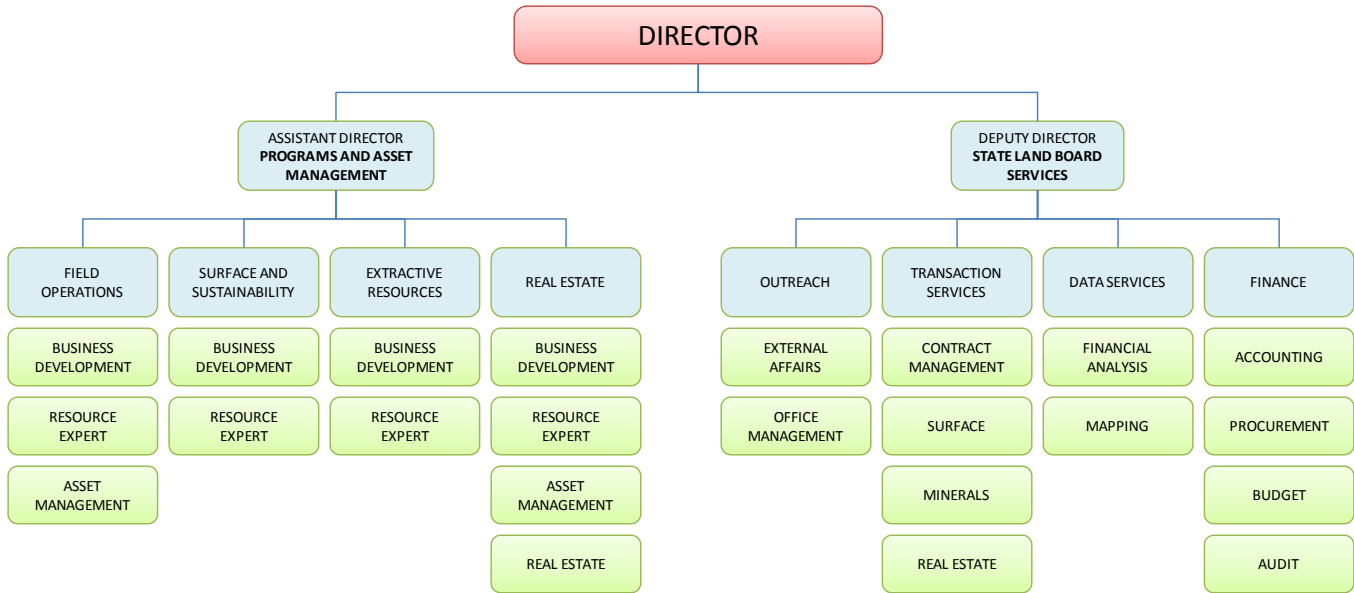 DIRECTOR
ASSISTANT DIRECTOR
PROGRAMS AND ASSET
MANAGEMENT
DEPUTY DIRECTOR
STATE LAND BOARD
SERVICES
FIELD
OPERATIONS
SURFACE AND
SUSTAINABILITY
EXTRACTIVE
RESOURCES
REAL ESTATE
OUTREACH
TRANSACTION
SERVICES
DATA SERVICES
FINANCE
BUSINESS
DEVELOPMENT
BUSINESS
DEVELOPMENT
BUSINESS
DEVELOPMENT
BUSINESS
DEVELOPMENT
EXTERNAL
AFFAIRS
CONTRACT
MANAGEMENT
FINANCIAL
ANALYSIS
ACCOUNTING
RESOURCE
EXPERT
RESOURCE
EXPERT
RESOURCE
EXPERT
RESOURCE
EXPERT
OFFICE
MANAGEMENT
SURFACE
MAPPING
PROCUREMENT
ASSET
MANAGEMENT
ASSET
MANAGEMENT
MINERALS
BUDGET
REAL ESTATE
REAL ESTATE
AUDIT